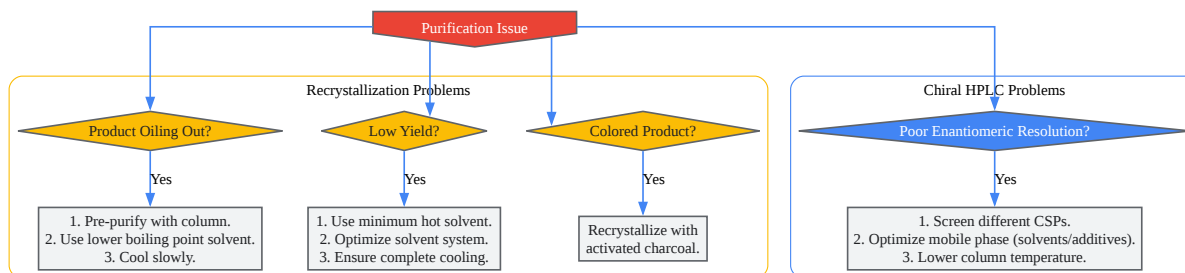 Purification Issue
Recrystallization Problems
Chiral HPLC Problems
Product Oiling Out?
Low Yield?
Colored Product?
Poor Enantiomeric Resolution?
Yes
Yes
Yes
Yes
1. Pre-purify with column.
2. Use lower boiling point solvent.
3. Cool slowly.
1. Use minimum hot solvent.
2. Optimize solvent system.
3. Ensure complete cooling.
Recrystallize with
activated charcoal.
1. Screen different CSPs.
2. Optimize mobile phase (solvents/additives).
3. Lower column temperature.